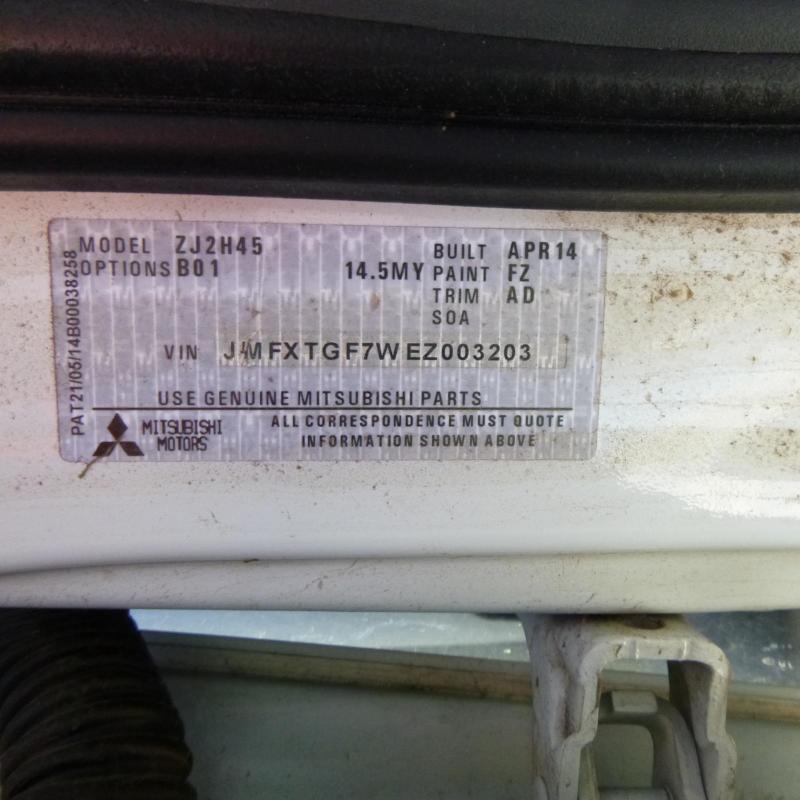 MODEL ZJ2H45 BUILT APR14
OPTIONS B01 14.5MY PAINT FZ
TRIM AD
SOA
VIN JMFXTGF7WEZ003203
USE GENUINE MITSUBISHI PARTS
MITSUBISHI MOTORS
ALL CORRESPONDENCE MUST QUOTE
INFORMATION SHOWN ABOVE
PAT21/05/14B00038258